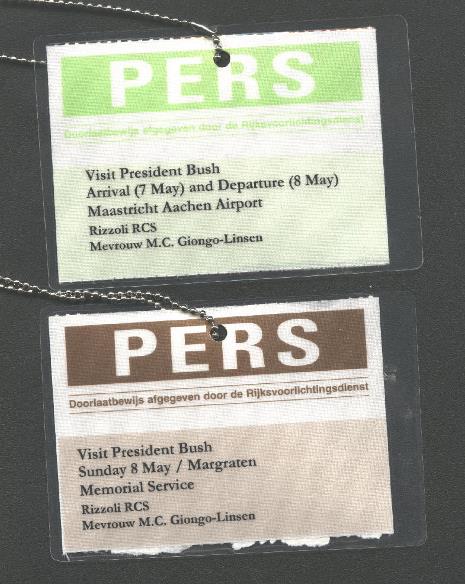 PERS
Doorlaatbewijs afgegeven door de Rijksvoorlichtingsdienst
Visit President Bush
Arrival (7 May) and Departure (8 May)
Maastricht Aachen Airport
Rizzoli RCS
Mevrouw M.C. Giongo-Linsen
PERS
Doorlaatbewijs afgegeven door de Rijksvoorlichtingsdienst
Visit President Bush
Sunday 8 May / Margraten
Memorial Service
Rizzoli RCS
Mevrouw M.C. Giongo-Linsen